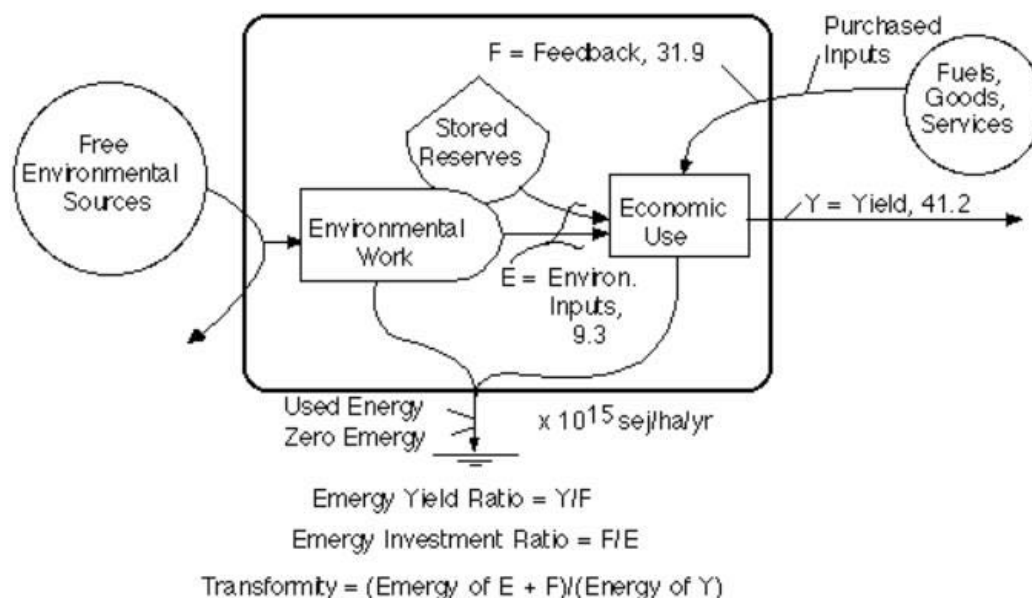 Purchased
Inputs
F = Feedback, 31.9
Fuels,
Goods,
Services
Stored
Reserves
Free
Environmental
Sources
Environmental
Work
Economic
Use
Y = Yield, 41.2
E = Environ.
Inputs,
9.3
Used Energy
Zero Emergy
x 10¹⁵ sej/ha/yr
Emergy Yield Ratio = Y/F
Emergy Investment Ratio = F/E
Transformity = (Emergy of E + F)/(Energy of Y)